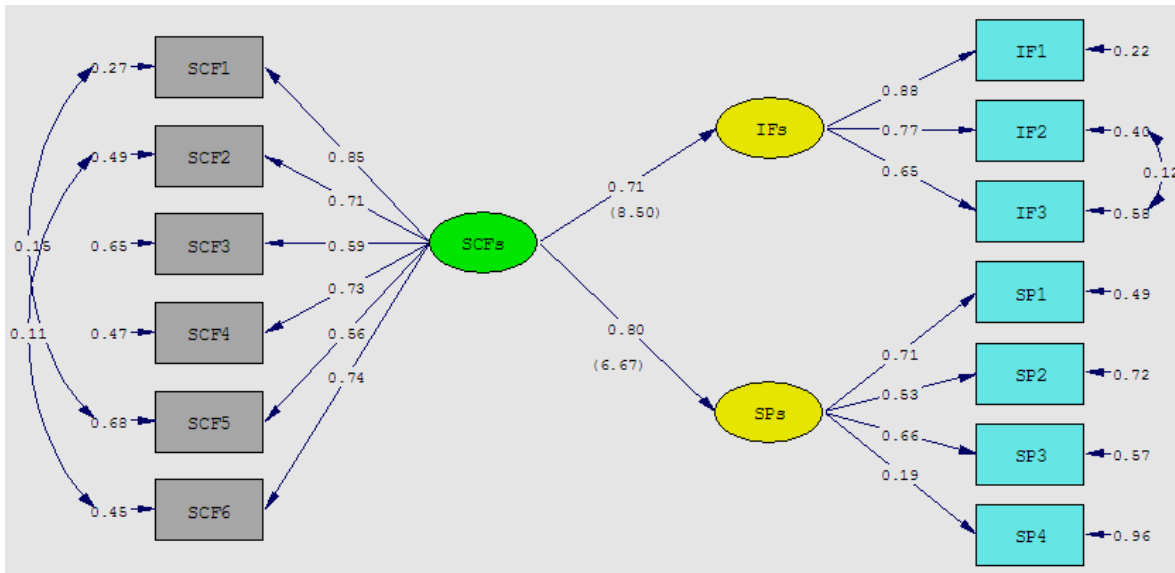 0.27
SCF1
0.49
SCF2
0.65
SCF3
0.47
SCF4
0.68
SCF5
0.45
SCF6
0.15
0.11
0.85
0.71
0.59
0.73
0.56
0.74
SCFs
0.71
(8.50)
0.80
(6.67)
IFs
SPs
0.88
0.77
0.65
0.71
0.53
0.66
0.19
IF1
0.22
IF2
0.40
IF3
0.58
0.12
SP1
0.49
SP2
0.72
SP3
0.57
SP4
0.96